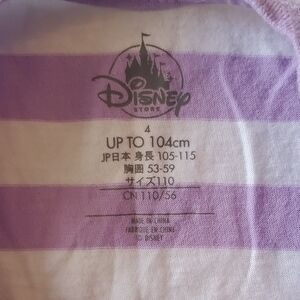 Disney
STORE
4
UP TO 104cm
JP日本 身長 105-115
胸囲 53-59
サイズ110
CN 110/56
MADE IN CHINA
FABRIQUÉ EN CHINE
© DISNEY